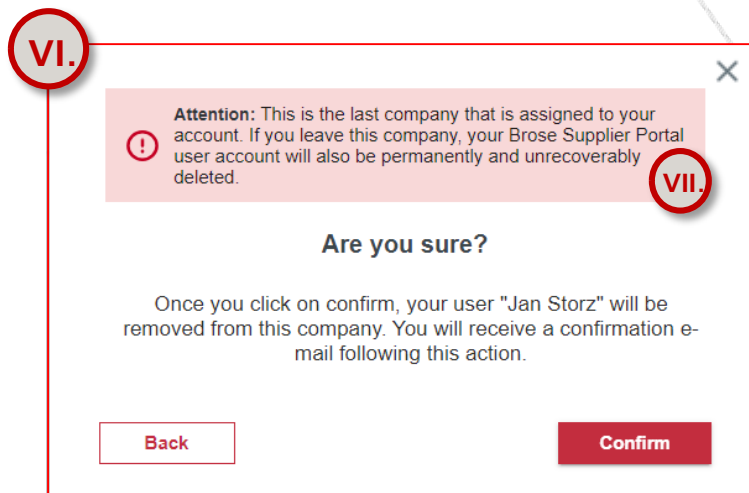 VI.
Attention: This is the last company that is assigned to your
account. If you leave this company, your Brose Supplier Portal
user account will also be permanently and unrecoverably
deleted.
VII.
Are you sure?
Once you click on confirm, your user "Jan Storz" will be
removed from this company. You will receive a confirmation e-
mail following this action.
Back
Confirm